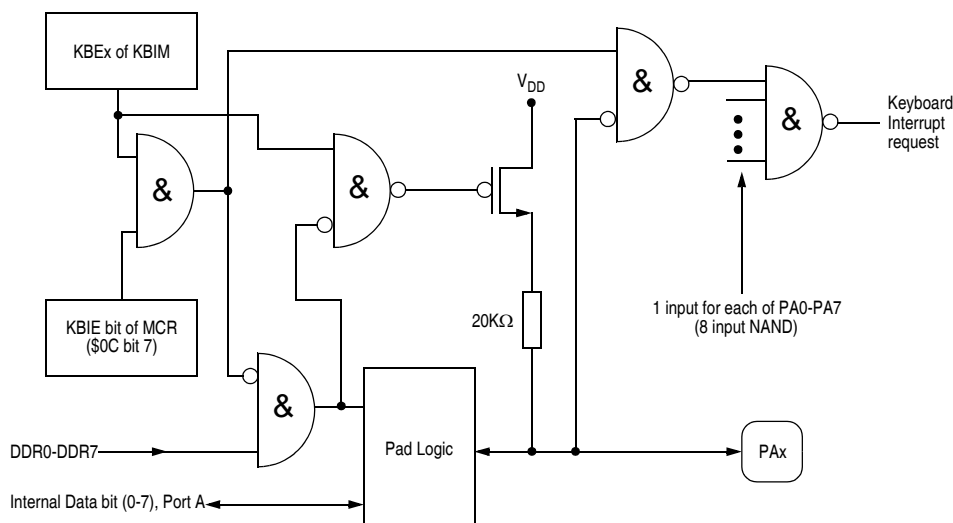 KBEx of KBIM
&
VDD
&
Keyboard
Interrupt
request
&
&
&
KBIE bit of MCR
($0C bit 7)
20KΩ
1 input for each of PA0-PA7
(8 input NAND)
DDR0-DDR7
Pad Logic
PAx
Internal Data bit (0-7), Port A